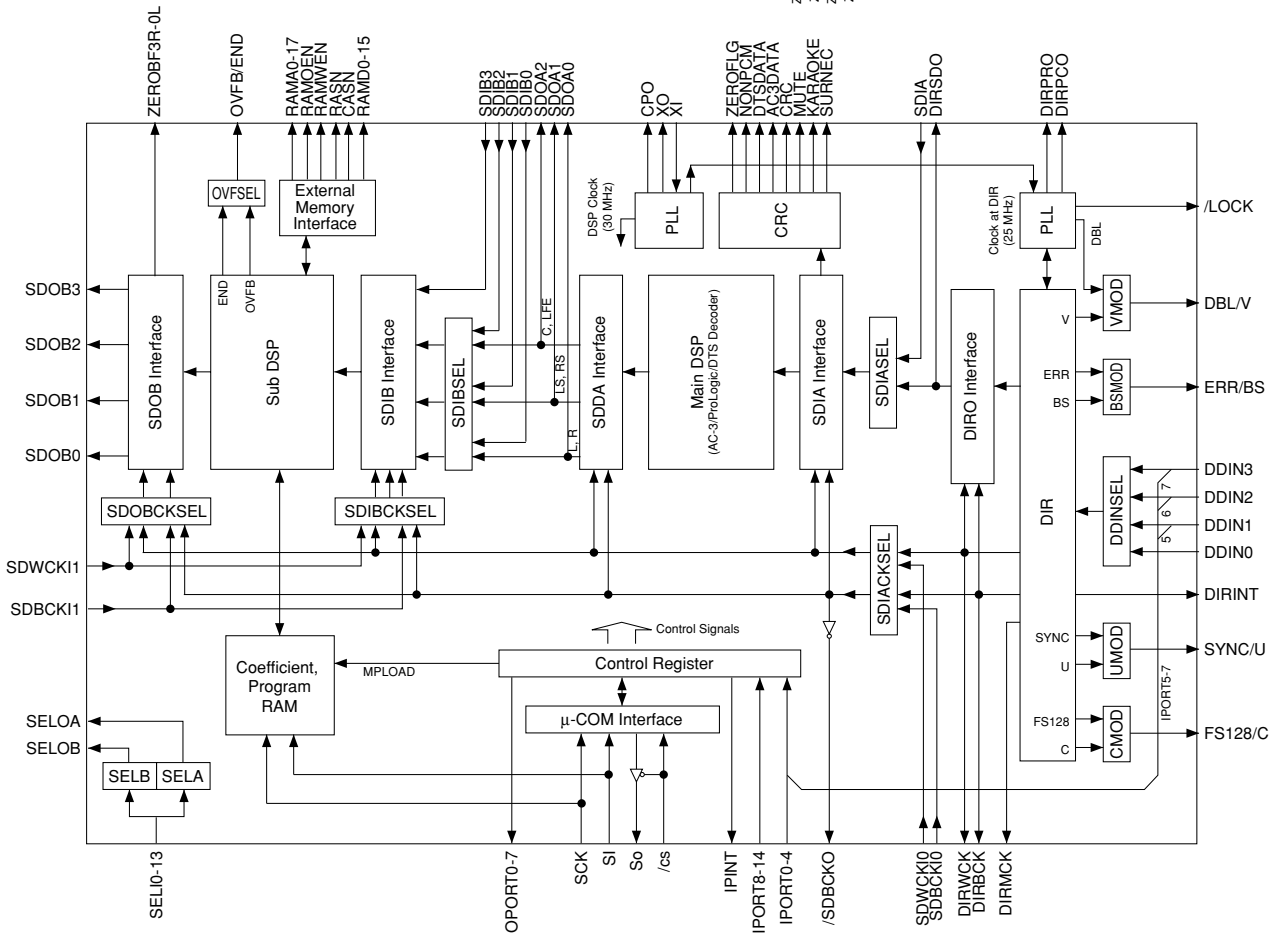 ZEROBF3R-0L
OVFB/END
RAMA0-17
RAMOEN
RAMWEN
RASN
CASN
RAMD0-15
SDIB3
SDIB2
SDIB1
SDIB0
SDOA2
SDOA1
SDOA0
CPO
XO
XI
ZEROFLG
NONPCM
DTSDATA
AC3DATA
CRC
MUTE
KARAOKE
SURNEC
SDIA
DIRSDO
DIRPRO
DIRPCO
OVFSEL
External
Memory
Interface
DSP Clock
(30 MHz)
PLL
CRC
Clock at DIR
(25 MHz)
PLL
DBL
/LOCK
SDOB3
SDOB2
SDOB1
SDOB0
SDOB Interface
END
OVFB
Sub DSP
SDIB Interface
SDIBSEL
C, LFE
LS, RS
L, R
SDDA Interface
Main DSP
(AC-3/ProLogic/DTS Decoder)
SDIA Interface
SDIASEL
DIRO Interface
DIR
V
VMOD
DBL/V
ERR
BS
BSMOD
ERR/BS
DDINSEL
DDIN3
7
DDIN2
6
DDIN1
5
DDIN0
SDOBCKSEL
SDIBCKSEL
SDIACKSEL
SDWCKI1
SDBCKI1
DIRINT
Control Signals
Coefficient,
Program
RAM
MPLOAD
Control Register
μ-COM Interface
SYNC
U
UMOD
SYNC/U
IPORT5-7
FS128
C
CMOD
FS128/C
SELOA
SELOB
SELB
SELA
SELI0-13
OPORT0-7
SCK
SI
So
/cs
IPINT
IPORT8-14
IPORT0-4
/SDBCKO
SDWCKI0
SDBCKI0
DIRWCK
DIRBCK
DIRMCK